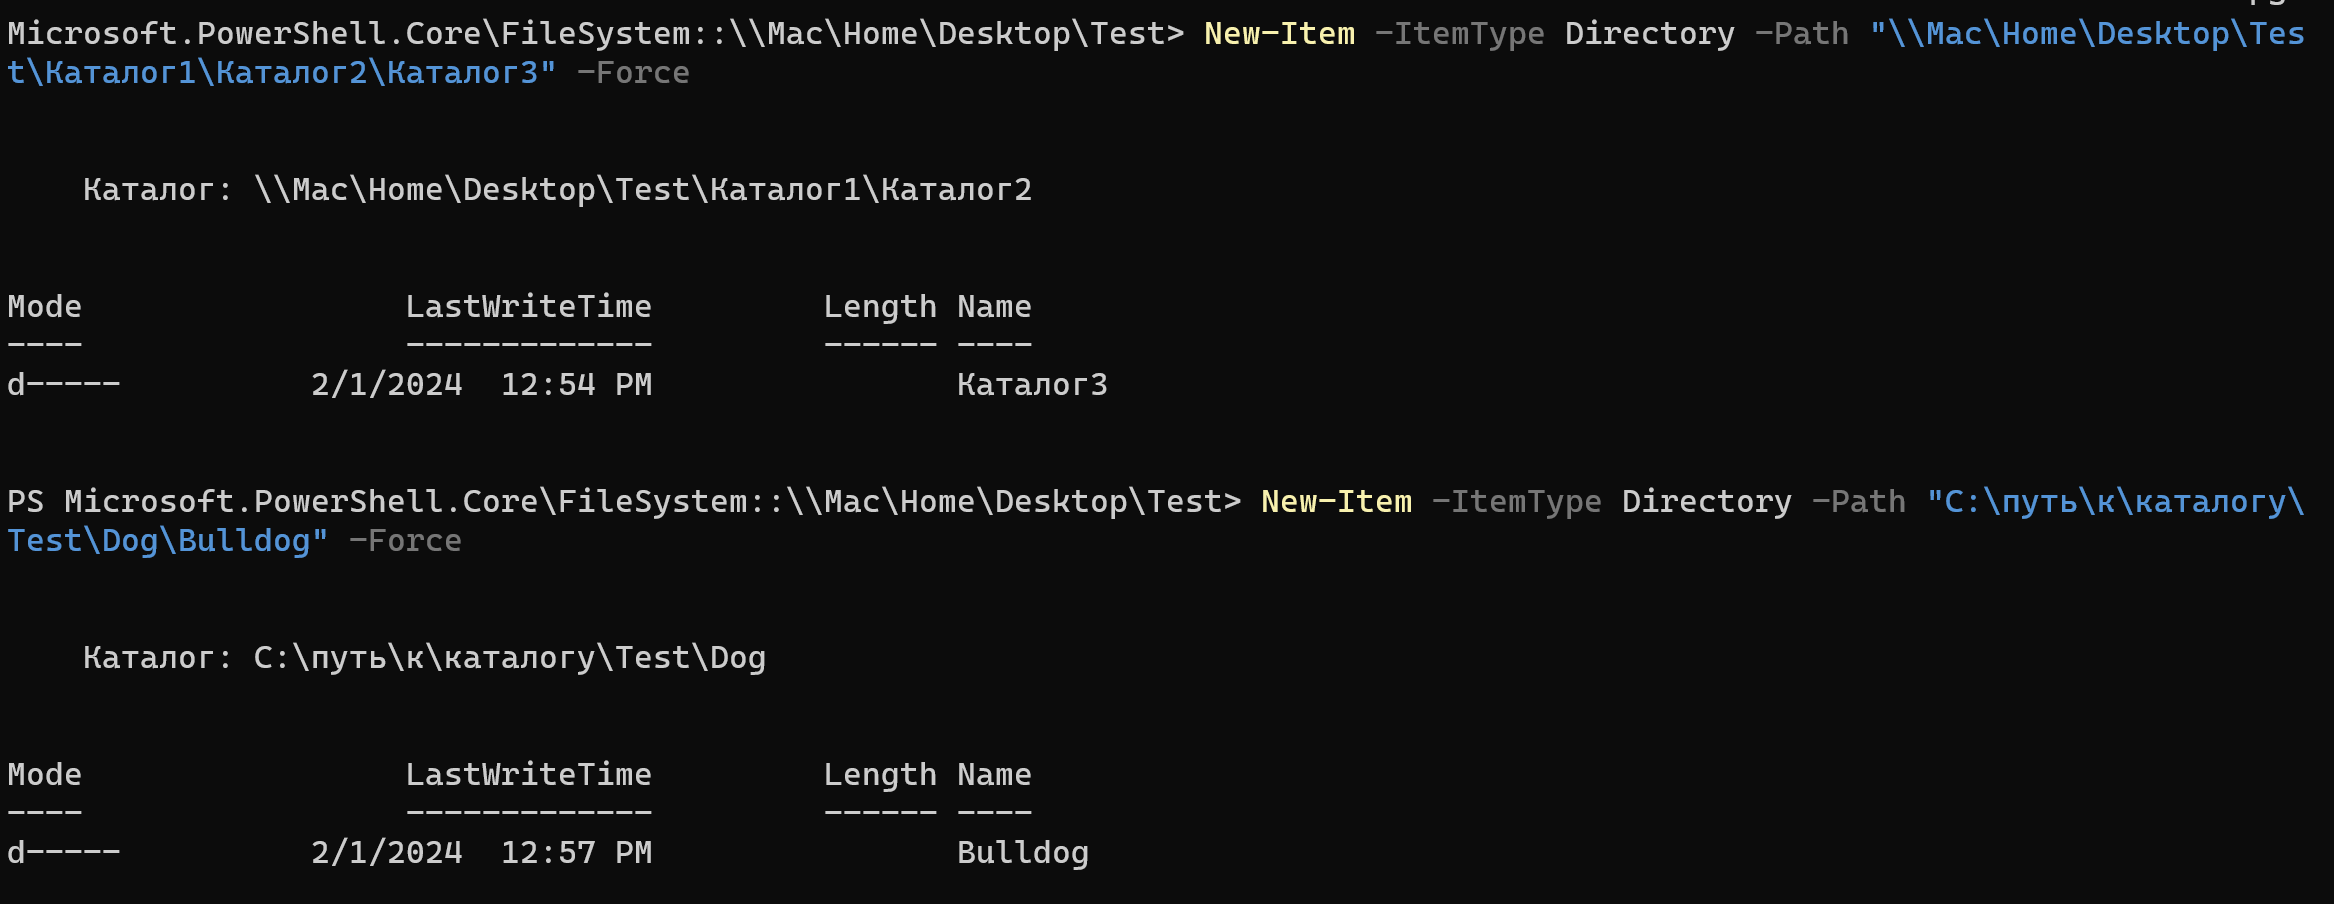 Microsoft.PowerShell.Core\FileSystem::\\Mac\Home\Desktop\Test> New-Item -ItemType Directory -Path "\\Mac\Home\Desktop\Tes
t\Каталог1\Каталог2\Каталог3" -Force
Каталог: \\Mac\Home\Desktop\Test\Каталог1\Каталог2
Mode LastWriteTime Length Name
---- ------------- ------ ----
d----- 2/1/2024 12:54 PM Каталог3
PS Microsoft.PowerShell.Core\FileSystem::\\Mac\Home\Desktop\Test> New-Item -ItemType Directory -Path "C:\путь\к\каталогу\
Test\Dog\Bulldog" -Force
Каталог: C:\путь\к\каталогу\Test\Dog
Mode LastWriteTime Length Name
---- ------------- ------ ----
d----- 2/1/2024 12:57 PM Bulldog